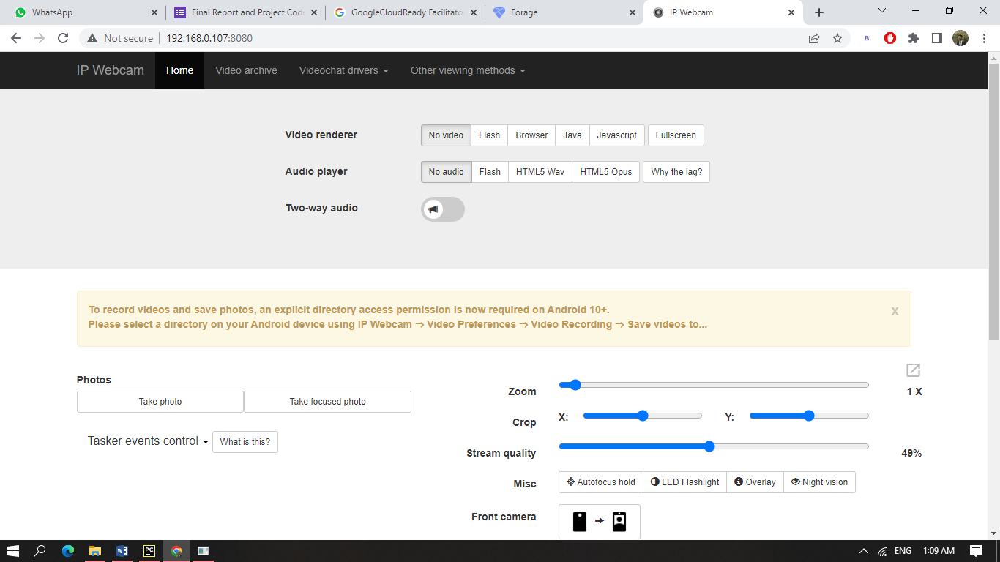 WhatsApp
Final Report and Project Cod
GoogleCloudReady Facilitato
Forage
IP Webcam
Not secure
192.168.0.107:8080
B
IP Webcam Home Video archive Videochat drivers Other viewing methods
Video renderer No video Flash Browser Java Javascript Fullscreen
Audio player No audio Flash HTML5 Wav HTML5 Opus Why the lag?
Two-way audio
To record videos and save photos, an explicit directory access permission is now required on Android 10+.
Please select a directory on your Android device using IP Webcam ⇒ Video Preferences ⇒ Video Recording ⇒ Save videos to...
x
Photos
Take photo Take focused photo
Tasker events control What is this?
Zoom 1 X
Crop X: Y:
Stream quality 49%
Misc Autofocus hold LED Flashlight Overlay Night vision
Front camera
W PC ENG 1:09 AM